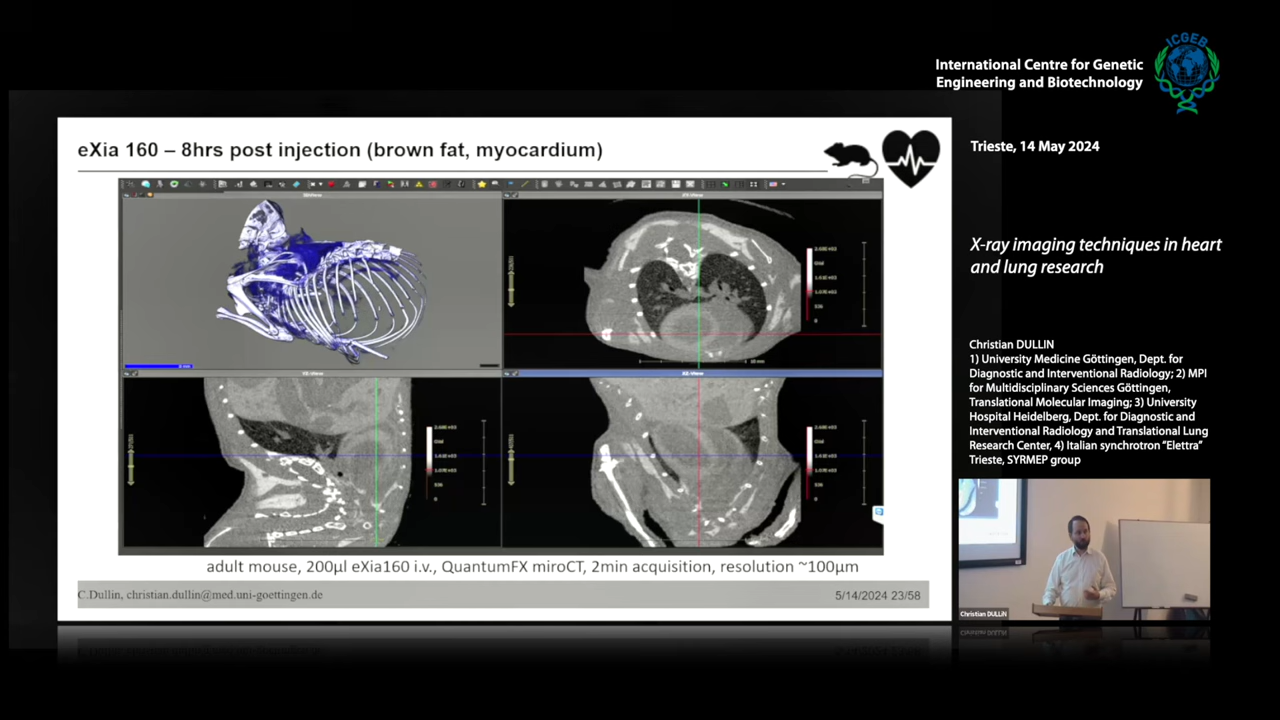 International Centre for Genetic
Engineering and Biotechnology
ICGEB
Trieste, 14 May 2024
X-ray imaging techniques in heart
and lung research
Christian DULLIN
1) University Medicine Göttingen, Dept. for
Diagnostic and Interventional Radiology; 2) MPI
for Multidisciplinary Sciences Göttingen,
Translational Molecular Imaging; 3) University
Hospital Heidelberg, Dept. for Diagnostic and
Interventional Radiology and Translational Lung
Research Center, 4) Italian synchrotron “Elettra”
Trieste, SYRMEP group
eXia 160 – 8hrs post injection (brown fat, myocardium)
adult mouse, 200µl eXia160 i.v., QuantumFX miroCT, 2min acquisition, resolution ~100µm
C.Dullin, christian.dullin@med.uni-goettingen.de
5/14/2024 23/58
Christian DULLIN